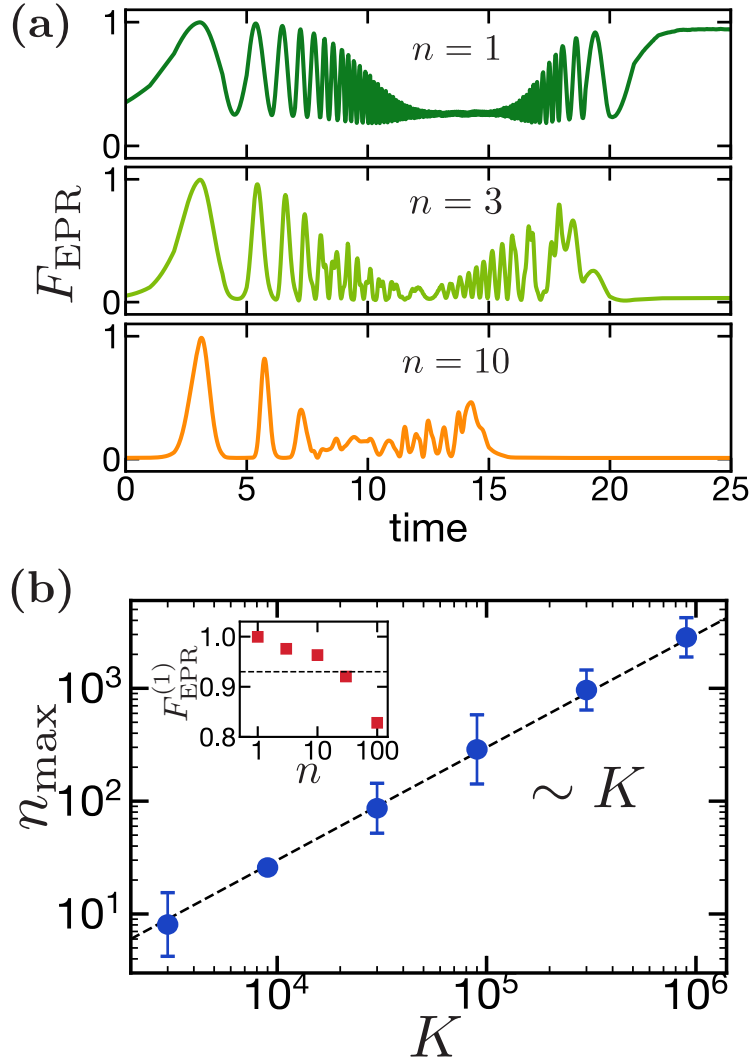 (a)
1
0
n = 1
1
0
n = 3
F_EPR
1
0
n = 10
0 5 10 15 20 25
time
(b)
1.0
0.9
0.8
F_EPR^(1)
1 10 100
n
10^3
10^2
10^1
n_max
~ K
10^4 10^5 10^6
K